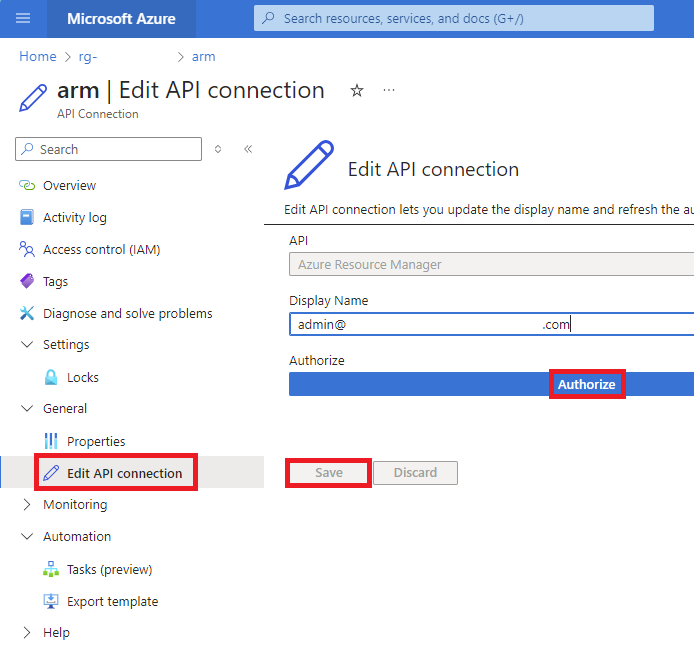 Microsoft Azure
Search resources, services, and docs (G+/)
Home > rg- > arm
arm | Edit API connection
API Connection
Search
Overview
Activity log
Access control (IAM)
Tags
Diagnose and solve problems
Settings
Locks
General
Properties
Edit API connection
Monitoring
Automation
Tasks (preview)
Export template
Help
Edit API connection
Edit API connection lets you update the display name and refresh the au
API
Azure Resource Manager
Display Name
admin@ .com
Authorize
Authorize
Save Discard